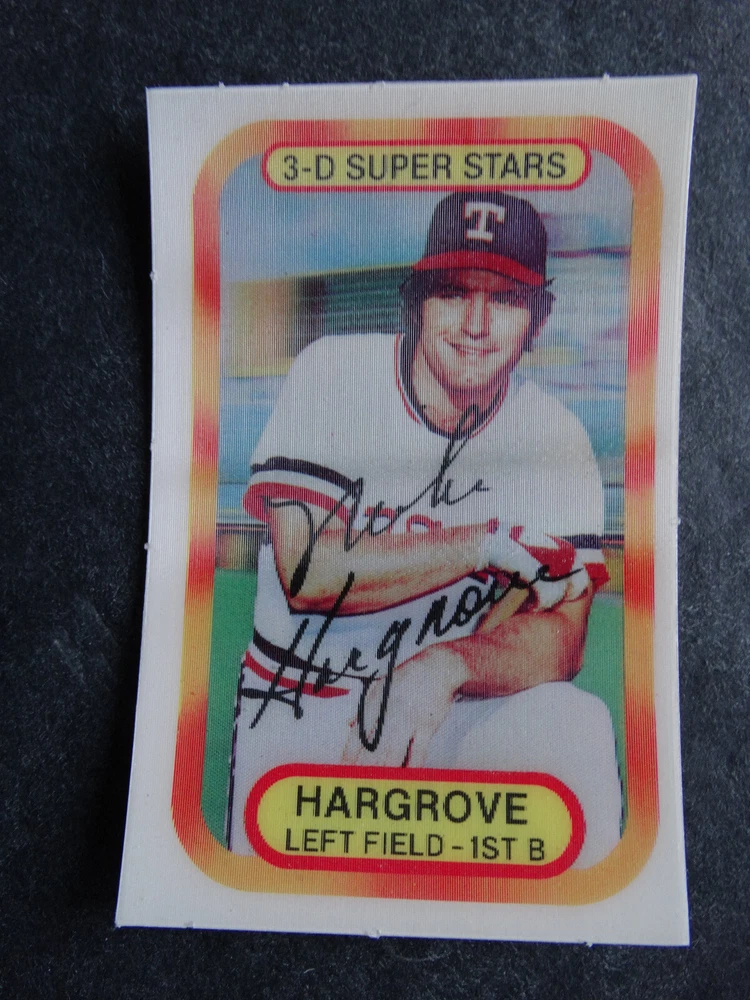 3-D SUPER STARS
T
Mike
Hargrove
HARGROVE
LEFT FIELD - 1ST B